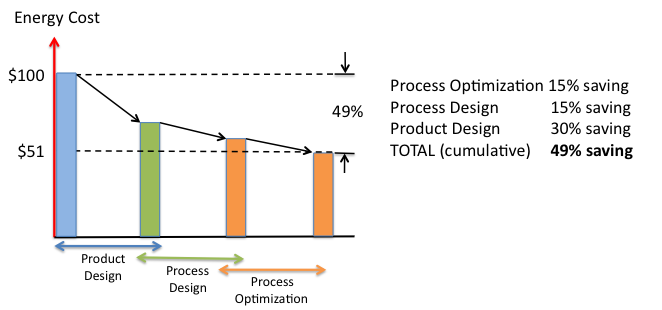 Energy Cost
$100
49%
$51
Process Optimization 15% saving
Process Design 15% saving
Product Design 30% saving
TOTAL (cumulative) 49% saving
Product
Design
Process
Design
Process
Optimization